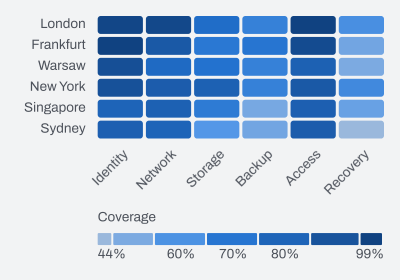 London
Frankfurt
Warsaw
New York
Singapore
Sydney
Identity
Network
Storage
Backup
Access
Recovery
Coverage
44% 60% 70% 80% 99%